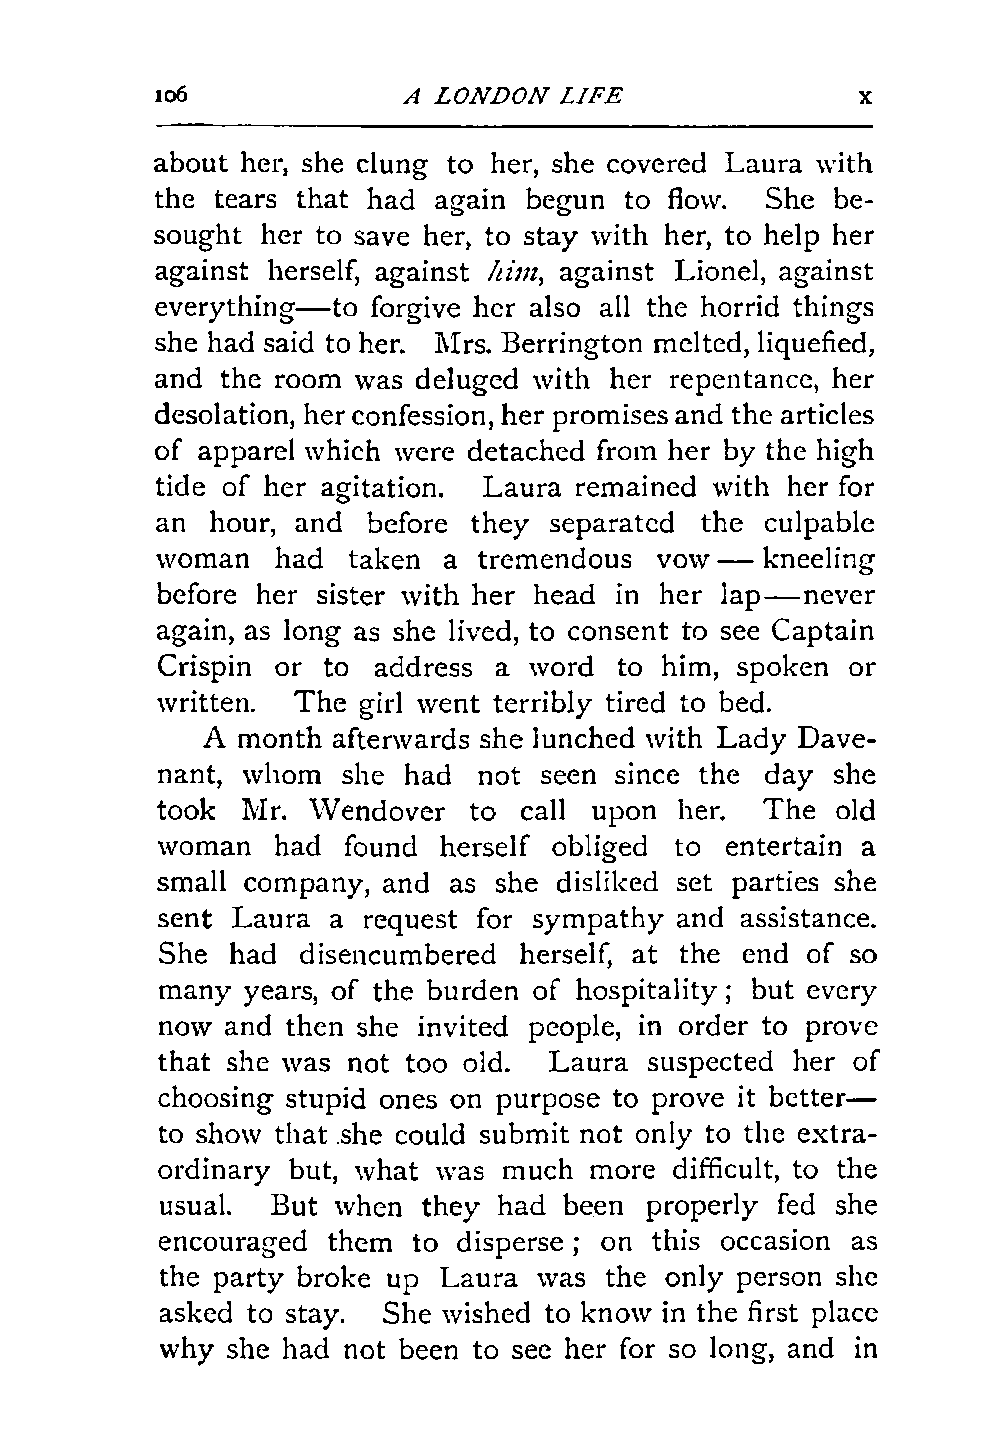 106 A LONDON LIFE X
about her, she clung to her, she covered Laura with
the tears that had again begun to flow. She be-
sought her to save her, to stay with her, to help her
against herself, against him, against Lionel, against
everything—to forgive her also all the horrid things
she had said to her. Mrs. Berrington melted, liquefied,
and the room was deluged with her repentance, her
desolation, her confession, her promises and the articles
of apparel which were detached from her by the high
tide of her agitation. Laura remained with her for
an hour, and before they separated the culpable
woman had taken a tremendous vow — kneeling
before her sister with her head in her lap—never
again, as long as she lived, to consent to see Captain
Crispin or to address a word to him, spoken or
written. The girl went terribly tired to bed.
A month afterwards she lunched with Lady Dave-
nant, whom she had not seen since the day she
took Mr. Wendover to call upon her. The old
woman had found herself obliged to entertain a
small company, and as she disliked set parties she
sent Laura a request for sympathy and assistance.
She had disencumbered herself, at the end of so
many years, of the burden of hospitality ; but every
now and then she invited people, in order to prove
that she was not too old. Laura suspected her of
choosing stupid ones on purpose to prove it better—
to show that she could submit not only to the extra-
ordinary but, what was much more difficult, to the
usual. But when they had been properly fed she
encouraged them to disperse ; on this occasion as
the party broke up Laura was the only person she
asked to stay. She wished to know in the first place
why she had not been to see her for so long, and in